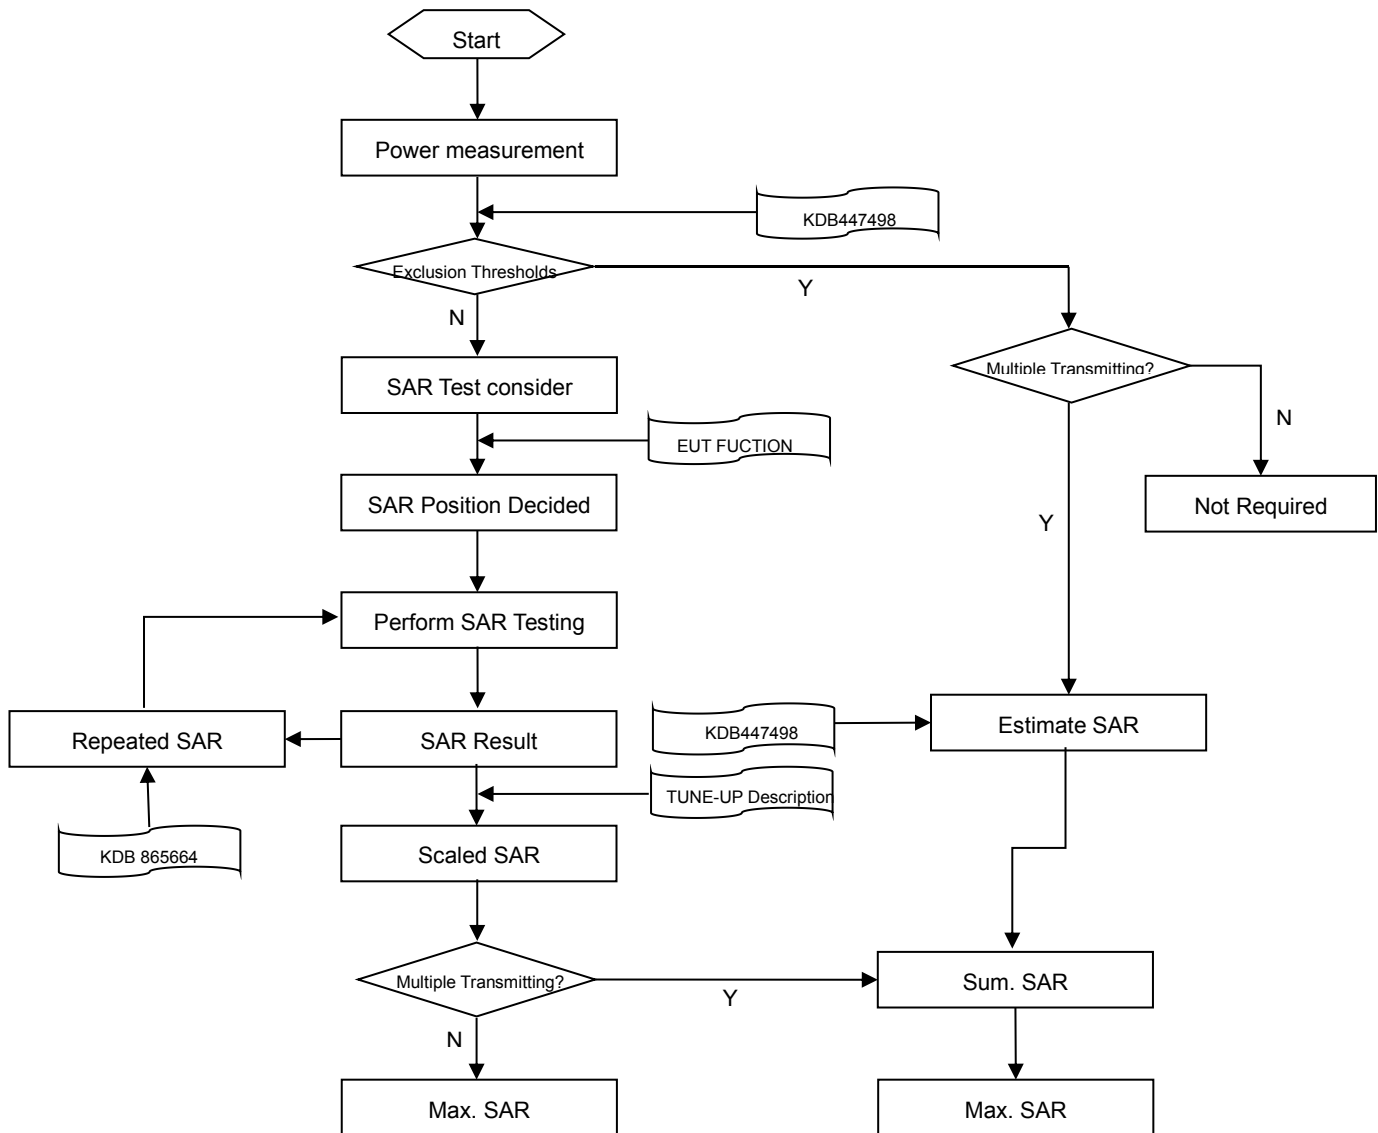 Start
Power measurement
KDB447498
Exclusion Thresholds
Y
N
Multiple Transmitting?
SAR Test consider
N
EUT FUCTION
SAR Position Decided
Not Required
Y
Perform SAR Testing
Repeated SAR
SAR Result
KDB447498
Estimate SAR
TUNE-UP Description
KDB 865664
Scaled SAR
Multiple Transmitting?
Y
Sum. SAR
N
Max. SAR
Max. SAR